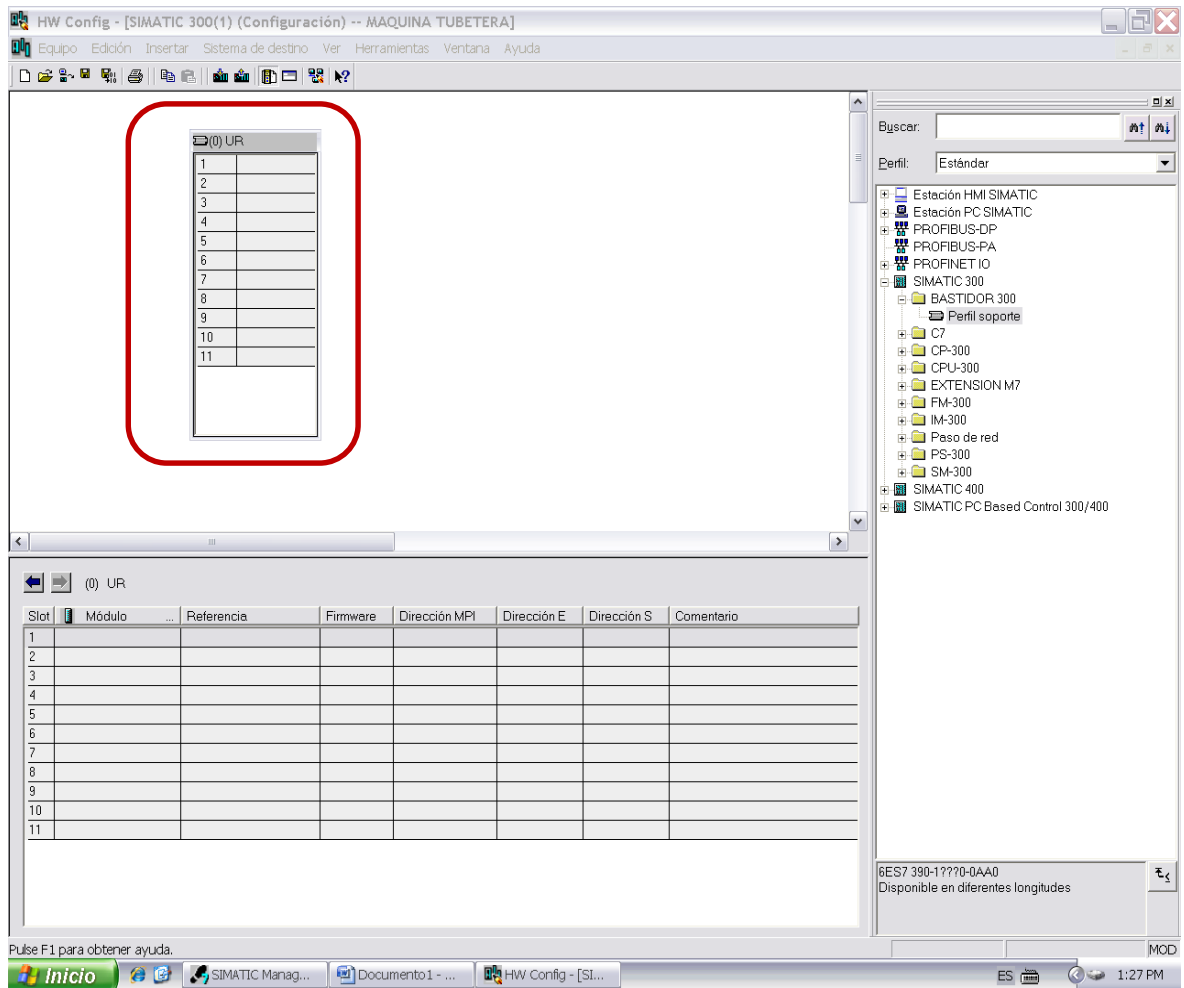 HW Config - [SIMATIC 300(1) (Configuración) -- MAQUINA TUBETERA]
Equipo Edición Insertar Sistema de destino Ver Herramientas Ventana Ayuda
(0) UR
1
2
3
4
5
6
7
8
9
10
11
Buscar:
Perfil: Estándar
Estación HMI SIMATIC
Estación PC SIMATIC
PROFIBUS-DP
PROFIBUS-PA
PROFINET IO
SIMATIC 300
BASTIDOR 300
Perfil soporte
C7
CP-300
CPU-300
EXTENSION M7
FM-300
IM-300
Paso de red
PS-300
SM-300
SIMATIC 400
SIMATIC PC Based Control 300/400
(0) UR
Slot Módulo ... Referencia Firmware Dirección MPI Dirección E Dirección S Comentario
1
2
3
4
5
6
7
8
9
10
11
6ES7 390-1???0-0AA0
Disponible en diferentes longitudes
Pulse F1 para obtener ayuda. MOD
Inicio SIMATIC Manag... Documento1 - ... HW Config - [SI... ES 1:27 PM